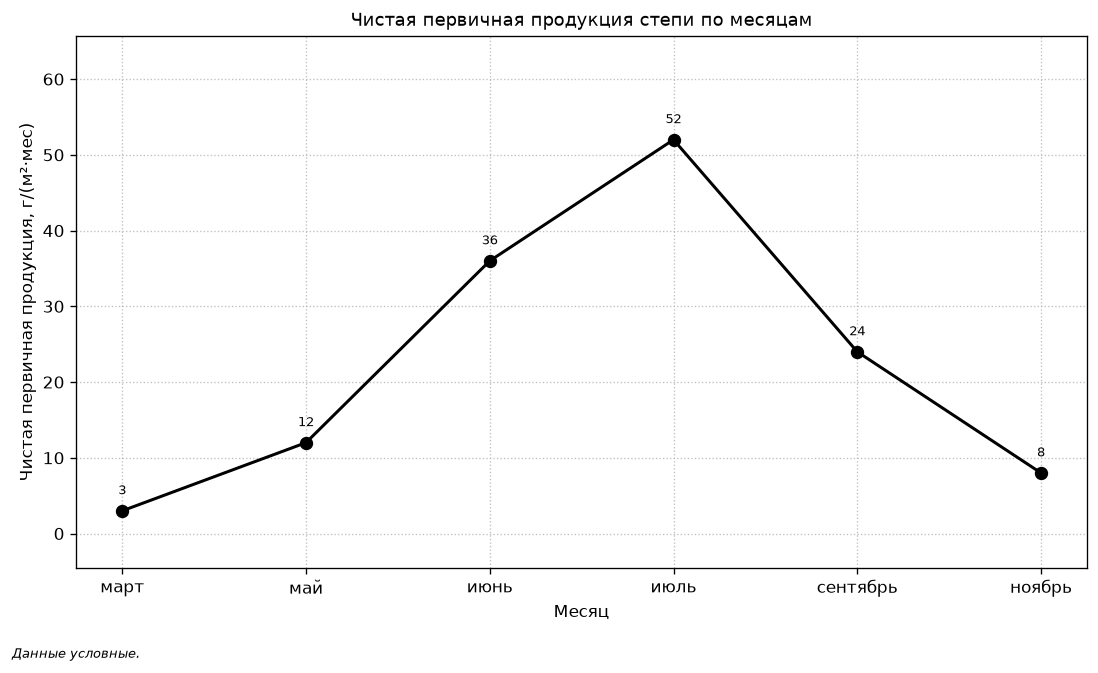 Чистая первичная продукция степи по месяцам
Чистая первичная продукция, г/(м²·мес)
60
50
40
30
20
10
0
3
12
36
52
24
8
март
май
июнь
июль
сентябрь
ноябрь
Месяц
Данные условные.